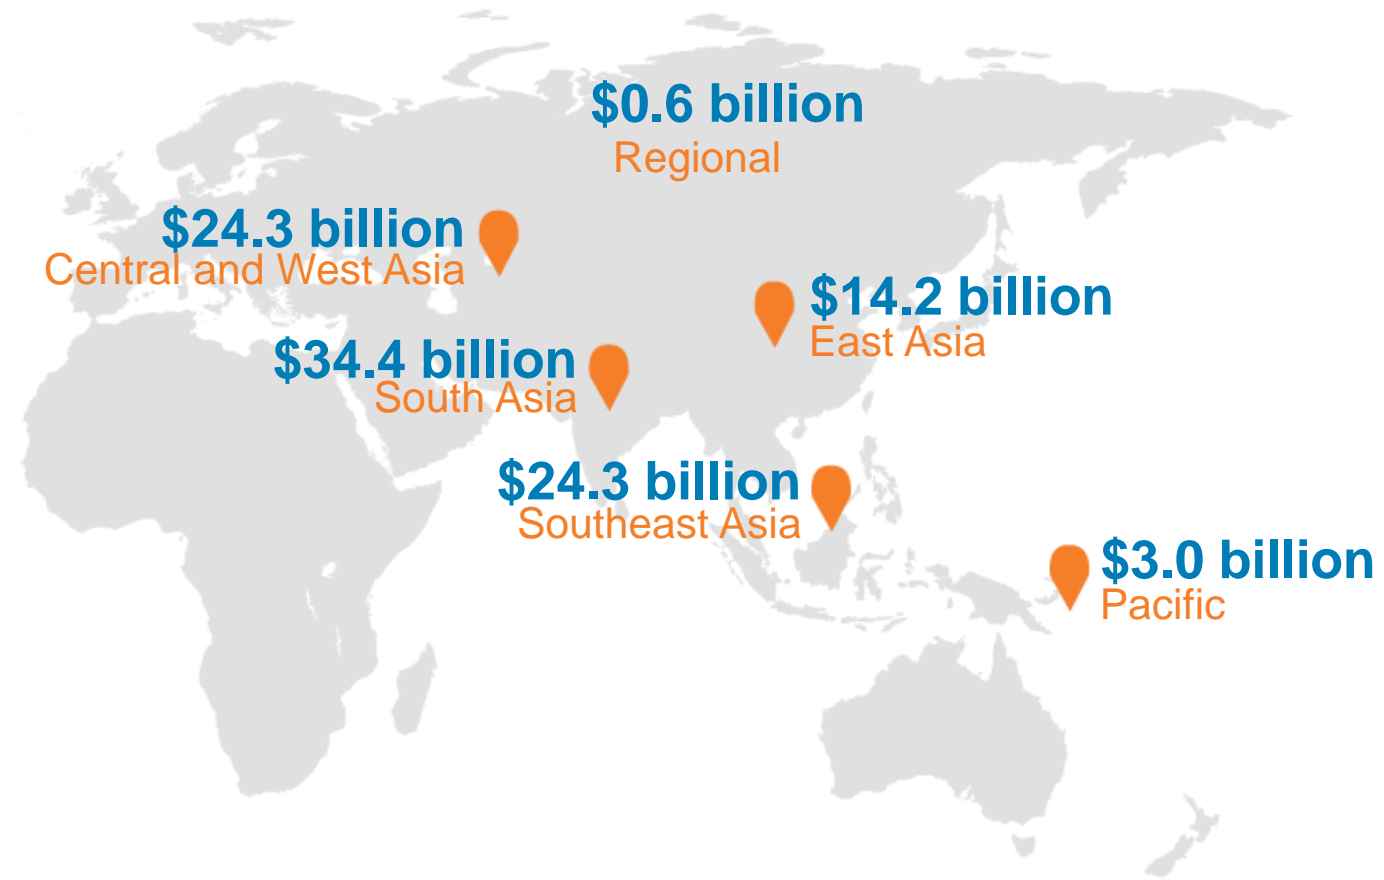 $0.6 billion
Regional
$24.3 billion
Central and West Asia
$14.2 billion
East Asia
$34.4 billion
South Asia
$24.3 billion
Southeast Asia
$3.0 billion
Pacific